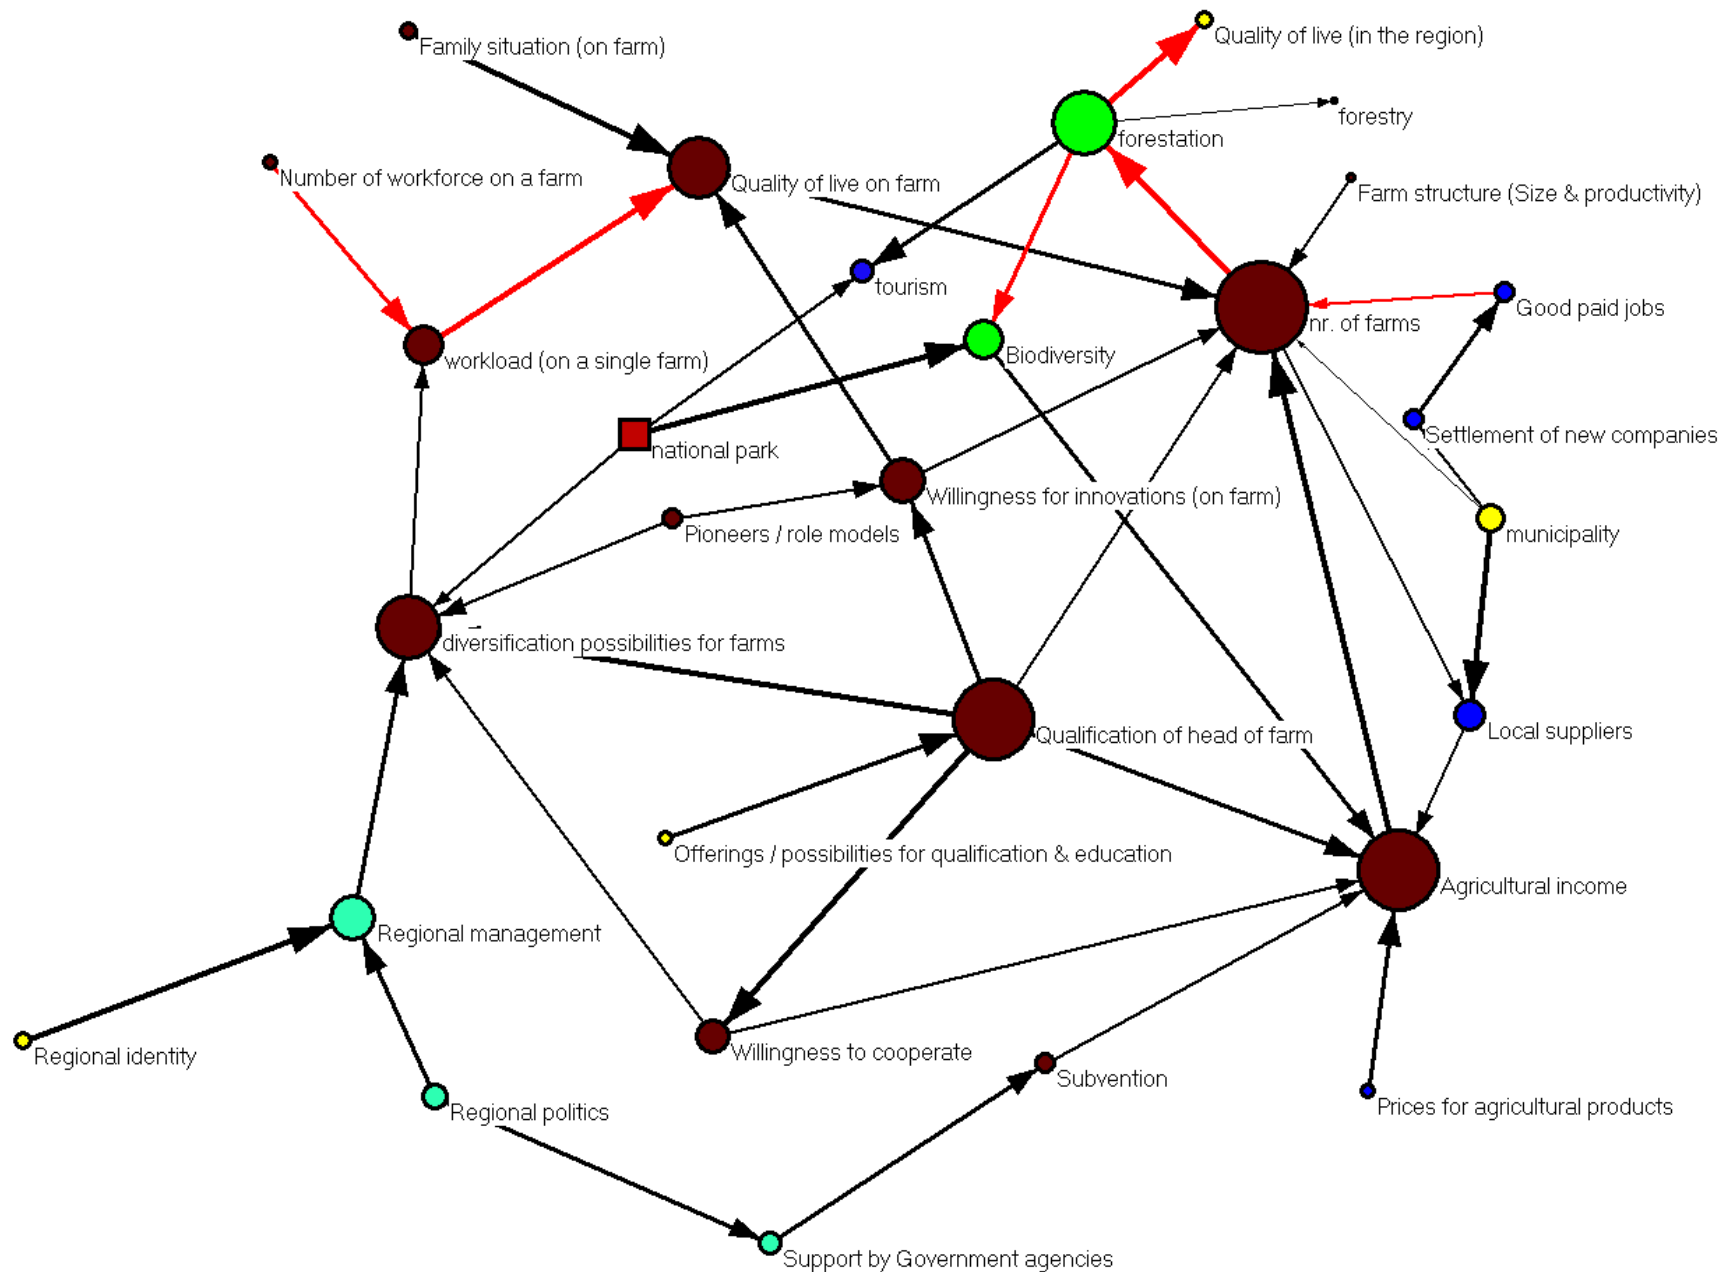 Family situation (on farm)
Quality of live (in the region)
forestry
forestation
Number of workforce on a farm
Quality of live on farm
Farm structure (Size & productivity)
tourism
Good paid jobs
nr. of farms
workload (on a single farm)
Biodiversity
Settlement of new companies
national park
Willingness for innovations (on farm)
Pioneers / role models
municipality
diversification possibilities for farms
Qualification of head of farm
Local suppliers
Offerings / possibilities for qualification & education
Agricultural income
Regional management
Regional identity
Willingness to cooperate
Subvention
Regional politics
Prices for agricultural products
Support by Government agencies